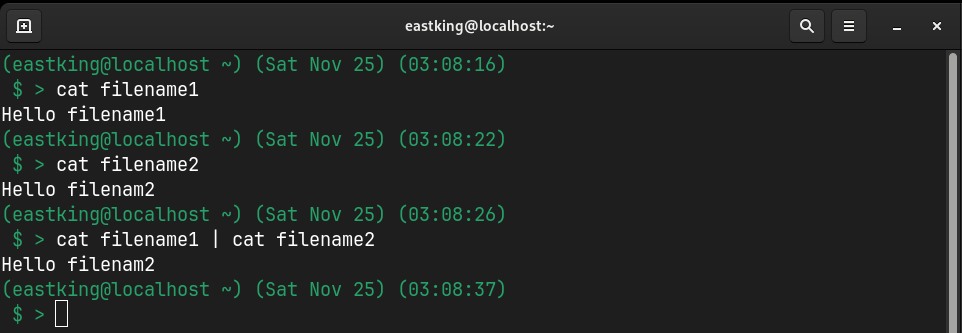 eastking@localhost:~
(eastking@localhost ~) (Sat Nov 25) (03:08:16)
$ > cat filename1
Hello filename1
(eastking@localhost ~) (Sat Nov 25) (03:08:22)
$ > cat filename2
Hello filenam2
(eastking@localhost ~) (Sat Nov 25) (03:08:26)
$ > cat filename1 | cat filename2
Hello filenam2
(eastking@localhost ~) (Sat Nov 25) (03:08:37)
$ >